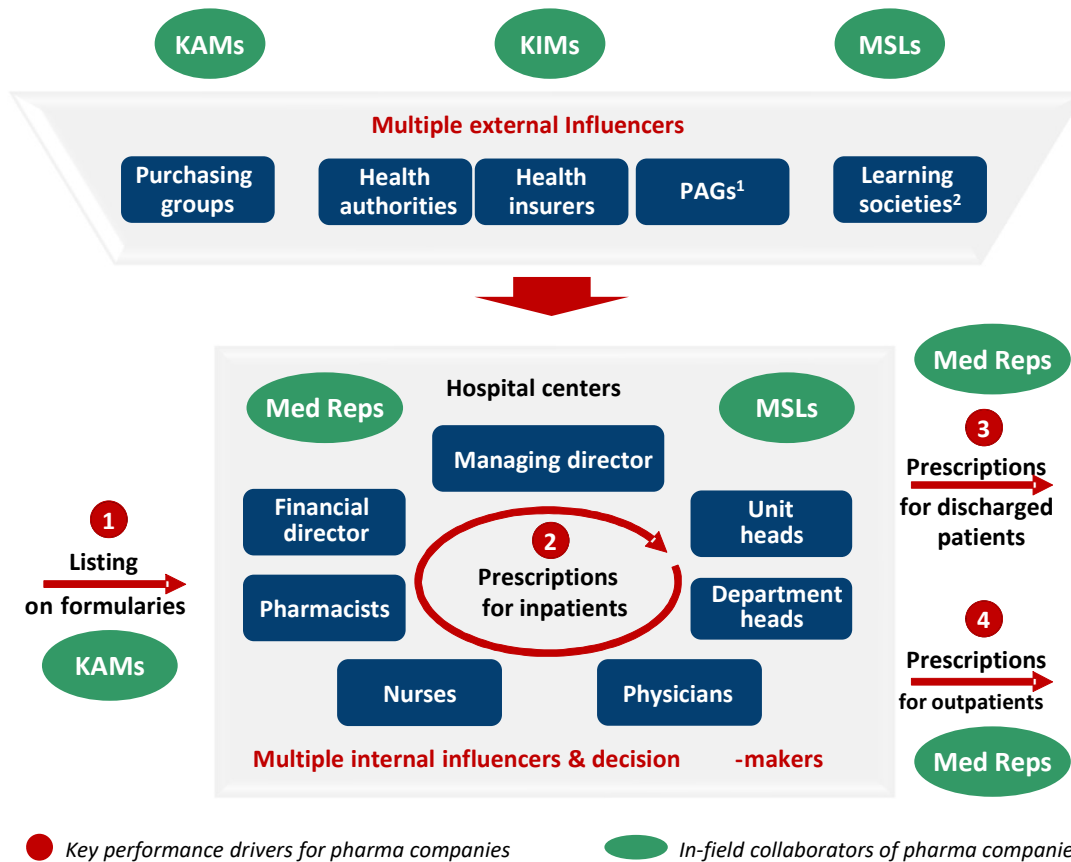 KAMs
KIMs
MSLs
Multiple external Influencers
Purchasing
groups
Health
authorities
Health
insurers
PAGs¹
Learning
societies²
Med Reps
Hospital centers
Med Reps
MSLs
Managing director
1
Listing
on formularies
KAMs
Financial
director
Pharmacists
2
Prescriptions
for inpatients
Unit
heads
Department
heads
Nurses
Physicians
Multiple internal influencers & decision -makers
3
Prescriptions
for discharged
patients
4
Prescriptions
for outpatients
Med Reps
Key performance drivers for pharma companies
In-field collaborators of pharma companie